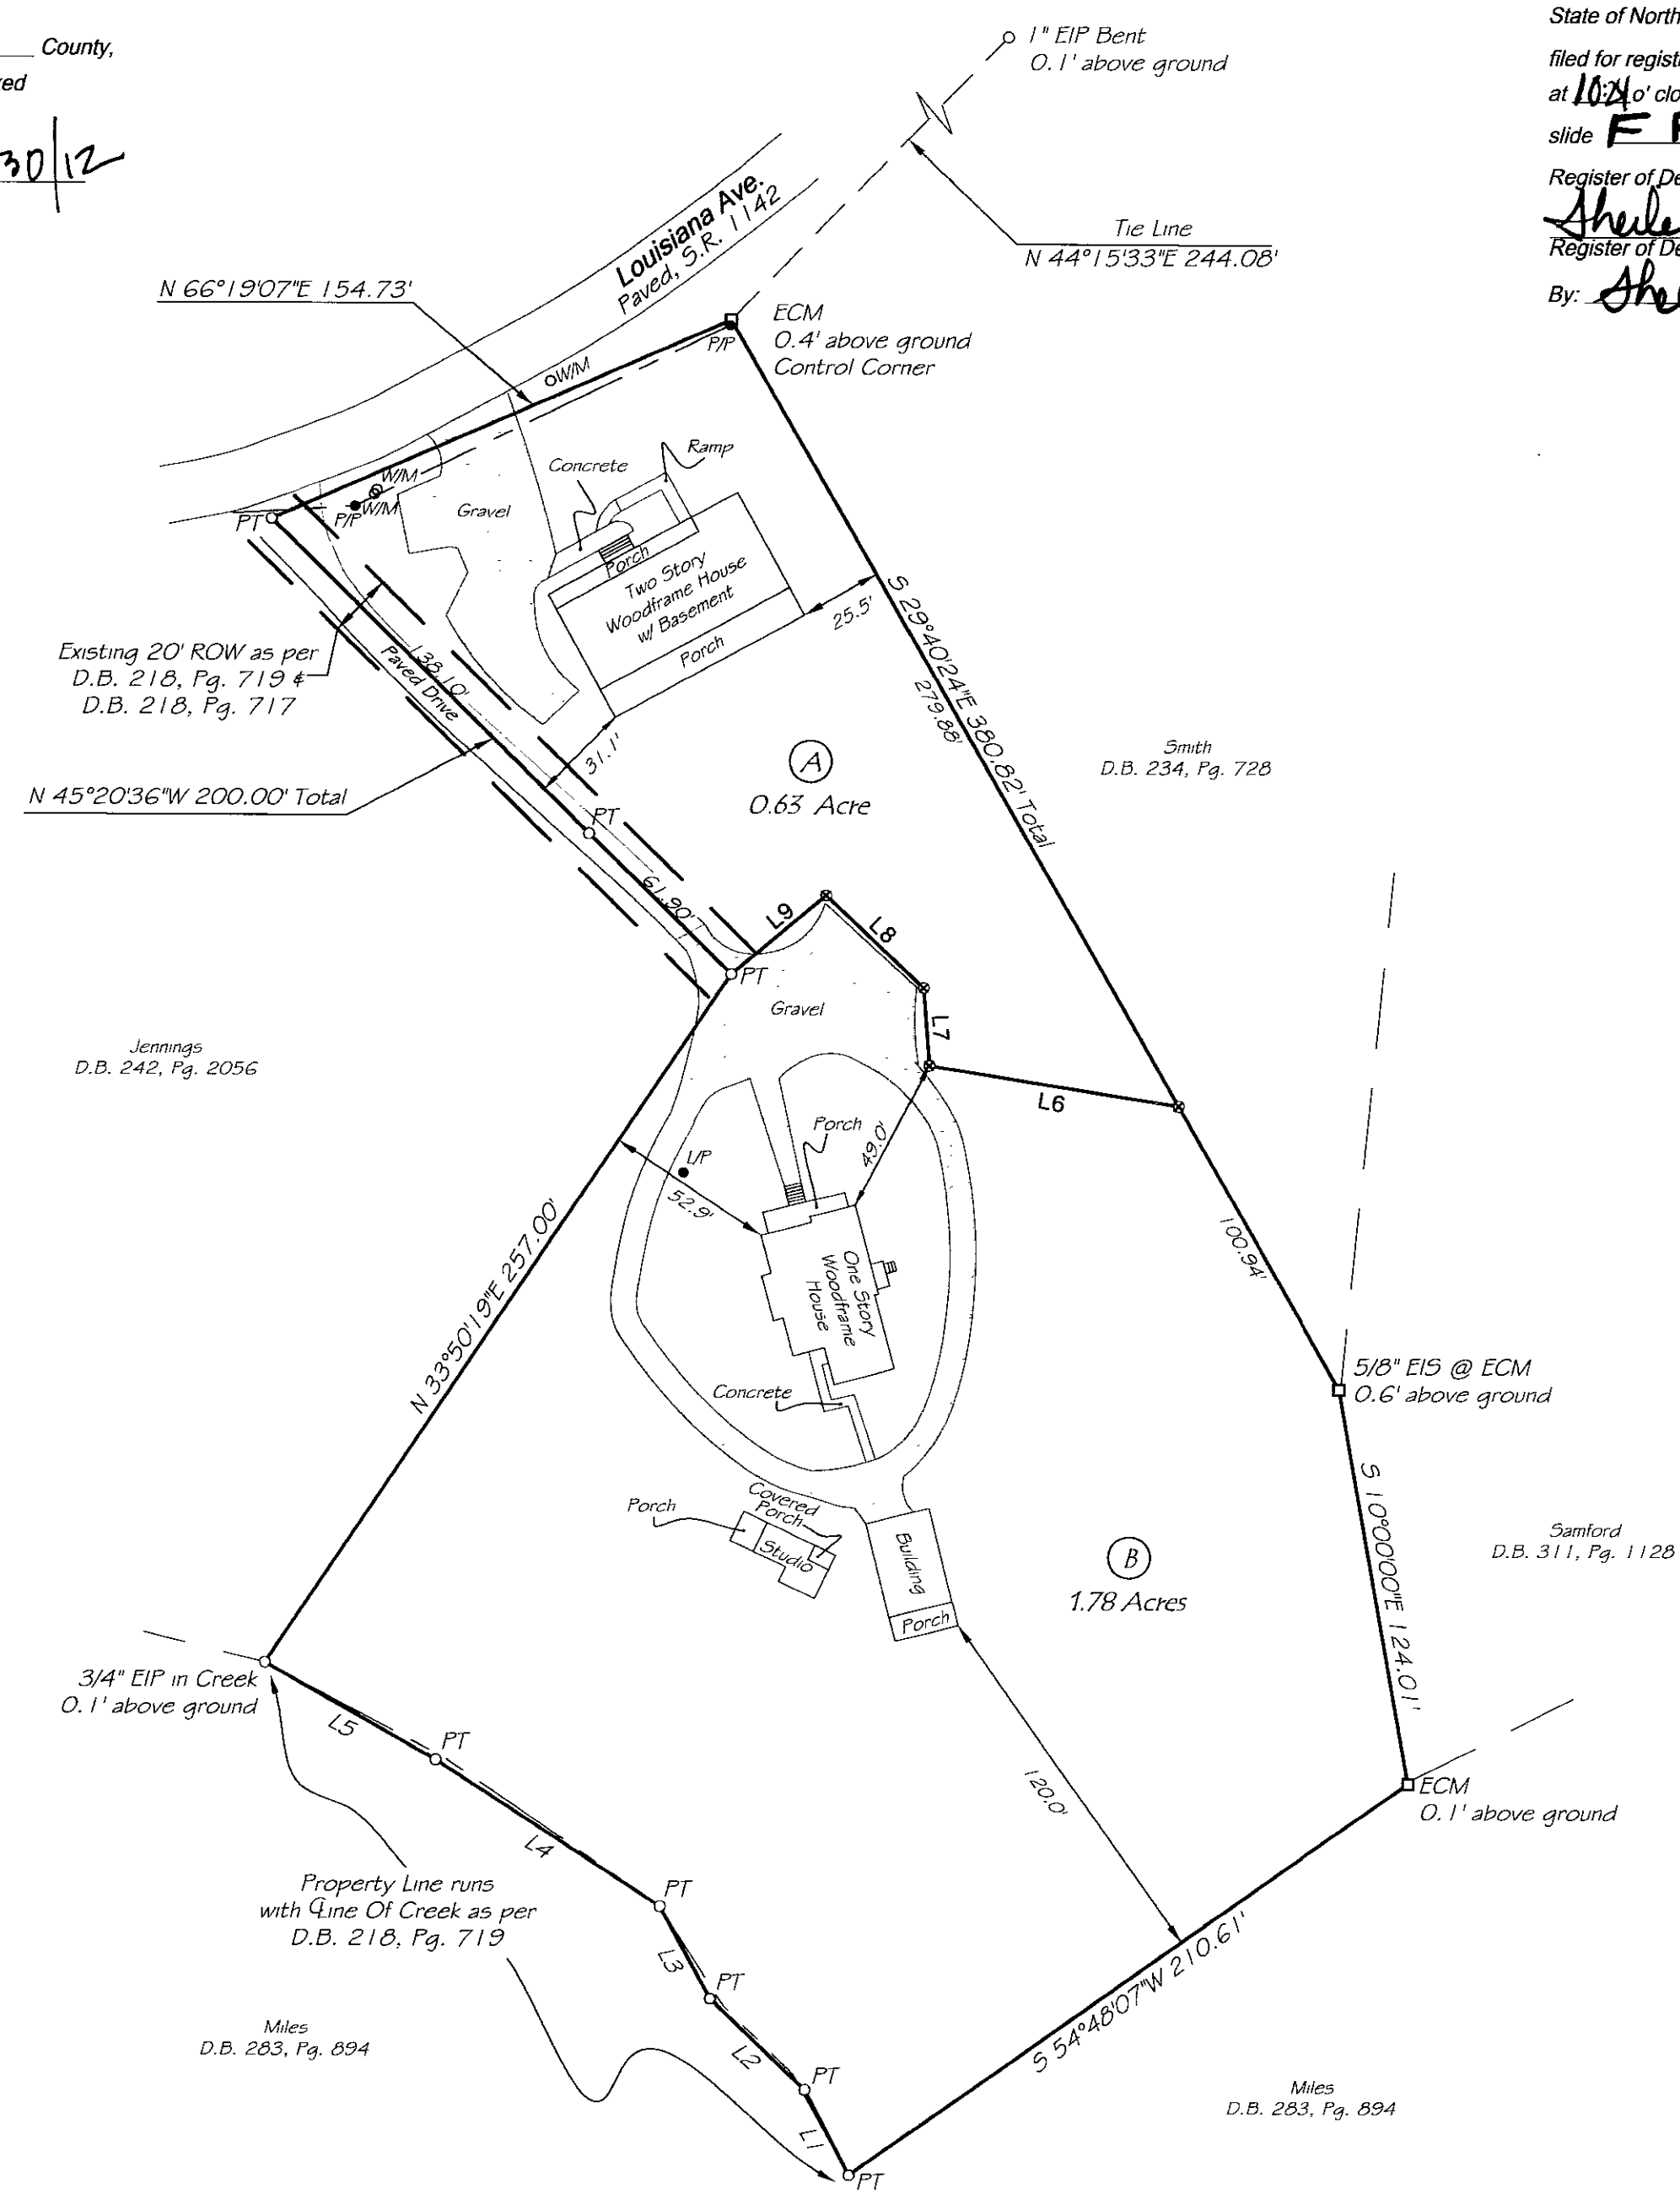 County,
30/12
State of North
filed for regist
at 10:24 o' clo
slide F
Register of De
Register of De
By:
1" EIP Bent
0.1' above ground
Louisiana Ave.
Paved, S.R. 1142
Tie Line
N 44°15'33"E 244.08'
N 66°19'07"E 154.73'
ECM
0.4' above ground
Control Corner
P/P
W/M
Ramp
Concrete
W/M
W/M
P/P
PT
Gravel
Porch
Two Story
Woodframe House
w/ Basement
Porch
25.5'
S 29°40'24"E 380.82' Total
279.88'
Existing 20' ROW as per
D.B. 218, Pg. 719 &
D.B. 218, Pg. 717
138.10'
Paved Drive
31.1'
N 45°20'36"W 200.00' Total
A
0.63 Acre
Smith
D.B. 234, Pg. 728
PT
61.90'
L9
L8
PT
Gravel
L7
L6
Jennings
D.B. 242, Pg. 2056
Porch
49.0'
L/P
52.9'
N 33°50'19"E 257.00'
One Story
Woodframe
House
100.94'
5/8" EIS @ ECM
0.6' above ground
Concrete
Porch
Covered
Porch
Studio
Building
Porch
B
1.78 Acres
S 10°00'00"E 124.01'
Samford
D.B. 311, Pg. 1128
3/4" EIP in Creek
0.1' above ground
L5
PT
120.0'
ECM
0.1' above ground
L4
Property Line runs
with CLine Of Creek as per
D.B. 218, Pg. 719
PT
L3
PT
S 54°48'07"W 210.61'
Miles
D.B. 283, Pg. 894
L2
PT
Miles
D.B. 283, Pg. 894
L1
PT